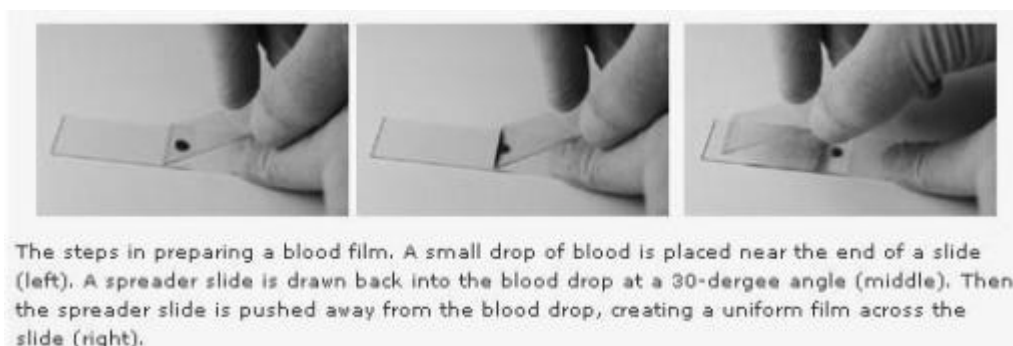 The steps in preparing a blood film. A small drop of blood is placed near the end of a slide
(left). A spreader slide is drawn back into the blood drop at a 30-dergee angle (middle). Then
the spreader slide is pushed away from the blood drop, creating a uniform film across the
slide (right).